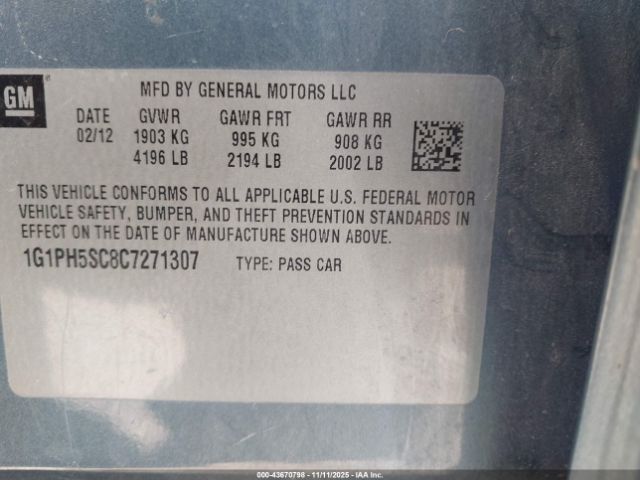 GM
MFD BY GENERAL MOTORS LLC
DATE GVWR GAWR FRT GAWR RR
02/12 1903 KG 995 KG 908 KG
4196 LB 2194 LB 2002 LB
THIS VEHICLE CONFORMS TO ALL APPLICABLE U.S. FEDERAL MOTOR
VEHICLE SAFETY, BUMPER, AND THEFT PREVENTION STANDARDS IN
EFFECT ON THE DATE OF MANUFACTURE SHOWN ABOVE.
1G1PH5SC8C7271307 TYPE: PASS CAR
000-43670798 - 11/11/2025 - © IAA Inc.